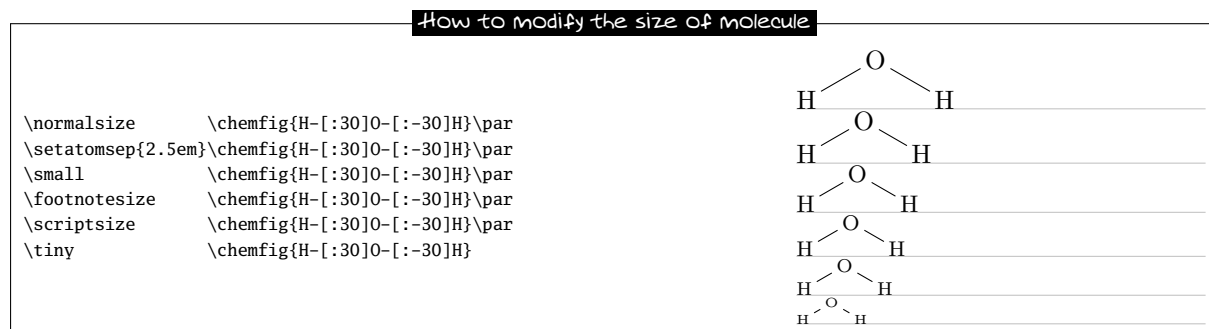 How to modify the size of molecule
\normalsize \chemfig{H-[:30]O-[:-30]H}\par
\setatomsep{2.5em}\chemfig{H-[:30]O-[:-30]H}\par
\small \chemfig{H-[:30]O-[:-30]H}\par
\footnotesize \chemfig{H-[:30]O-[:-30]H}\par
\scriptsize \chemfig{H-[:30]O-[:-30]H}\par
\tiny \chemfig{H-[:30]O-[:-30]H}
O
H H
O
H H
O
H H
O
H H
O
H H
O
H H